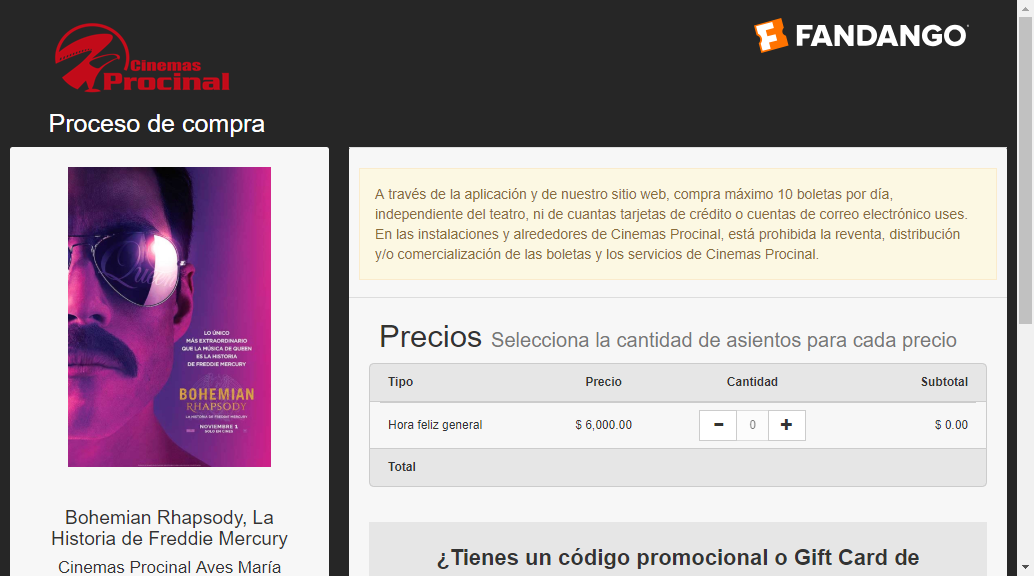 Cinemas
Procinal
FANDANGO
Proceso de compra
Queen
LO ÚNICO
MÁS EXTRAORDINARIO
QUE LA MÚSICA DE QUEEN
ES LA HISTORIA
DE FREDDIE MERCURY
BOHEMIAN
RHAPSODY
LA HISTORIA DE FREDDIE MERCURY
NOVIEMBRE 1
SOLO EN CINES
Bohemian Rhapsody, La
Historia de Freddie Mercury
Cinemas Procinal Aves María
A través de la aplicación y de nuestro sitio web, compra máximo 10 boletas por día,
independiente del teatro, ni de cuantas tarjetas de crédito o cuentas de correo electrónico uses.
En las instalaciones y alrededores de Cinemas Procinal, está prohibida la reventa, distribución
y/o comercialización de las boletas y los servicios de Cinemas Procinal.
Precios Selecciona la cantidad de asientos para cada precio
Tipo Precio Cantidad Subtotal
Hora feliz general $ 6,000.00 − 0 + $ 0.00
Total
¿Tienes un código promocional o Gift Card de